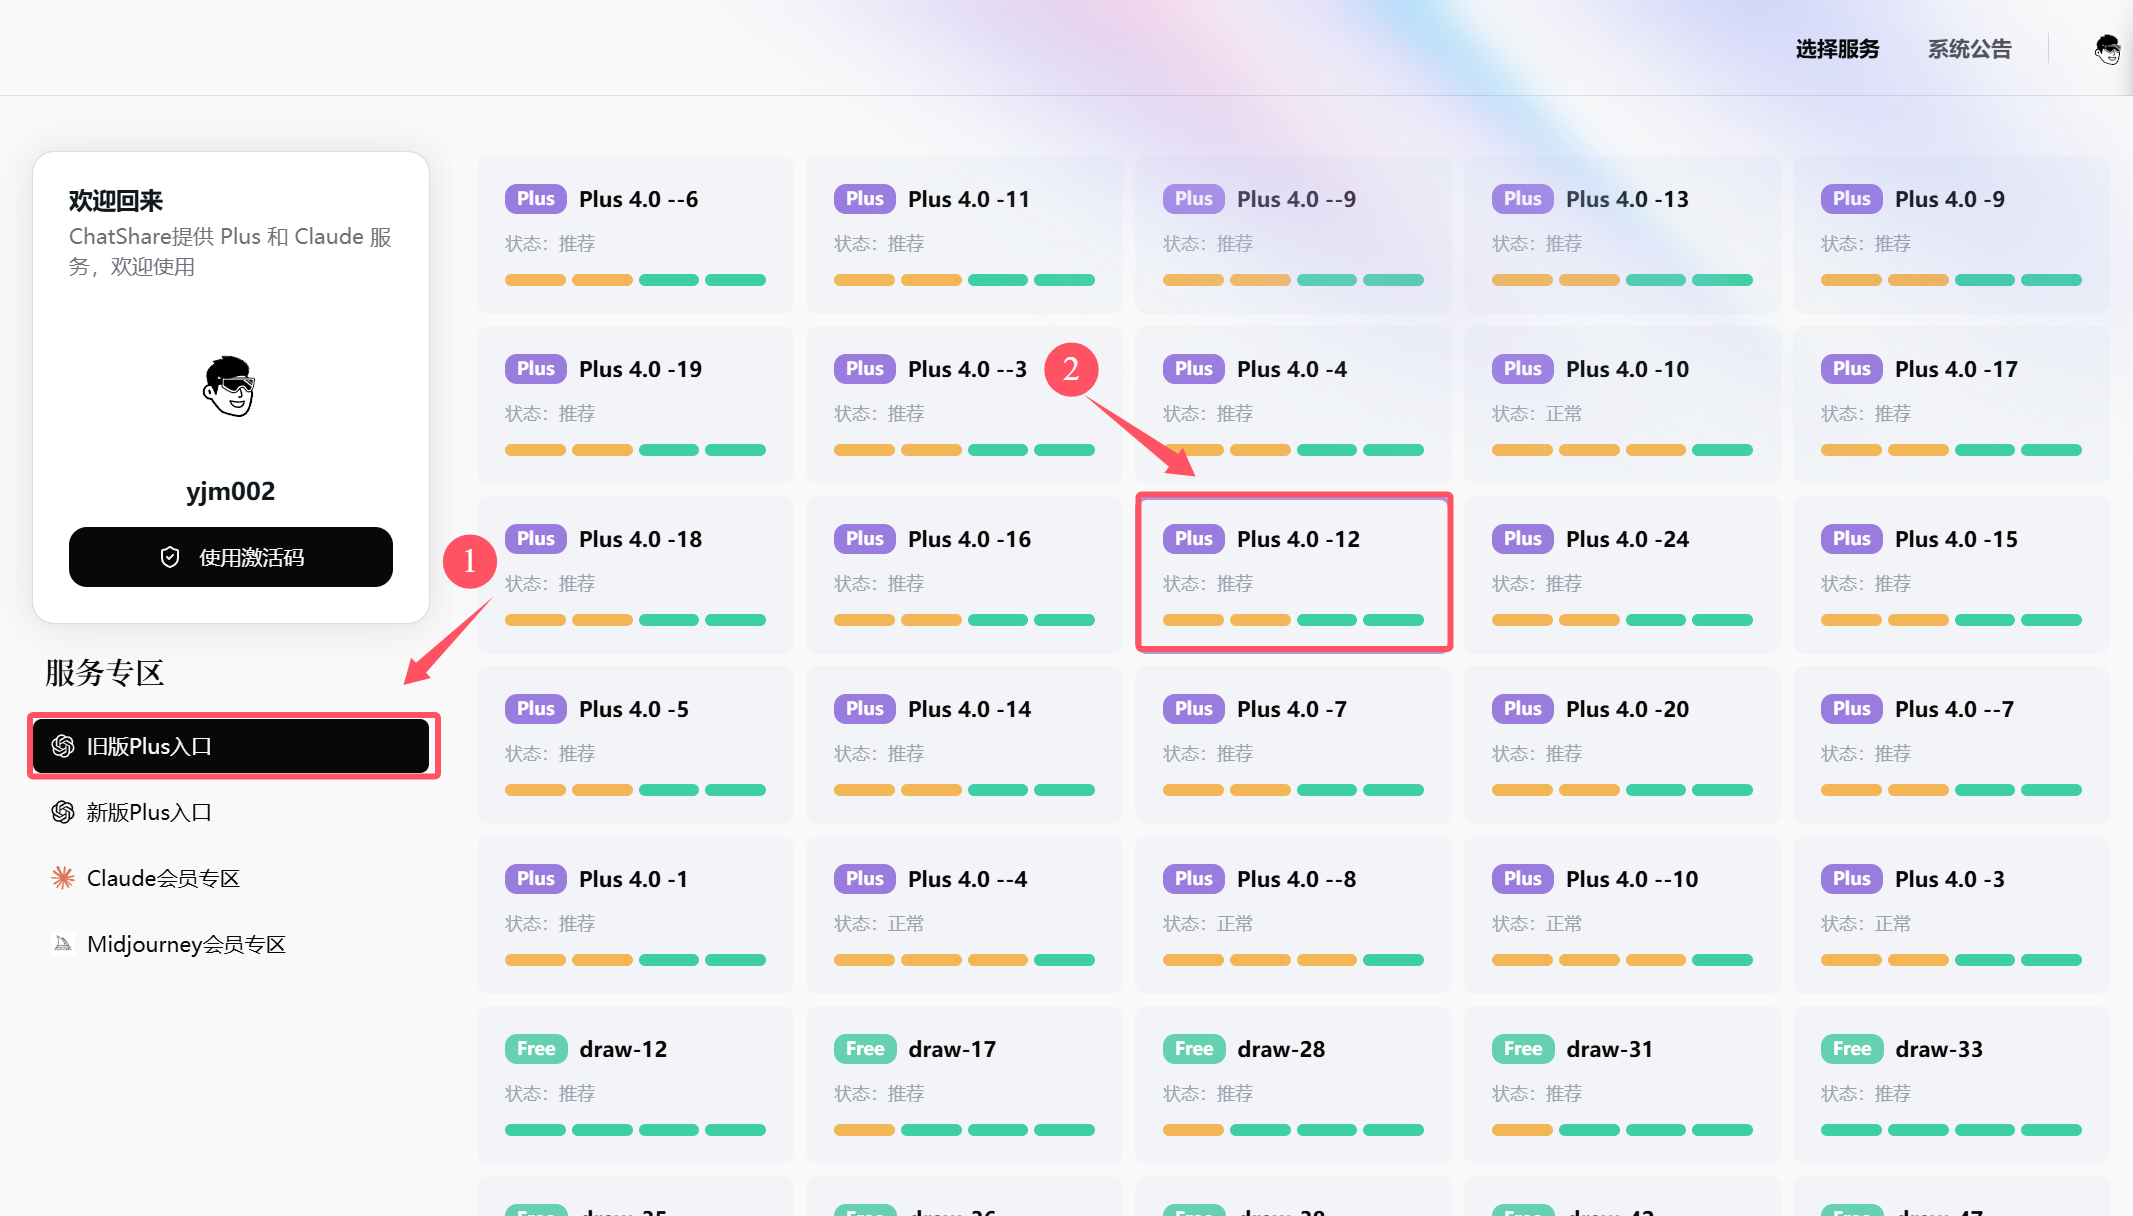 选择服务
系统公告
欢迎回来
ChatShare提供 Plus 和 Claude 服
务，欢迎使用
yjm002
使用激活码
服务专区
旧版Plus入口
新版Plus入口
Claude会员专区
Midjourney会员专区
1
2
Plus Plus 4.0 --6
状态：推荐
Plus Plus 4.0 -11
状态：推荐
Plus Plus 4.0 --9
状态：推荐
Plus Plus 4.0 -13
状态：推荐
Plus Plus 4.0 -9
状态：推荐
Plus Plus 4.0 -19
状态：推荐
Plus Plus 4.0 --3
状态：推荐
Plus Plus 4.0 -4
状态：推荐
Plus Plus 4.0 -10
状态：正常
Plus Plus 4.0 -17
状态：推荐
Plus Plus 4.0 -18
状态：推荐
Plus Plus 4.0 -16
状态：推荐
Plus Plus 4.0 -12
状态：推荐
Plus Plus 4.0 -24
状态：推荐
Plus Plus 4.0 -15
状态：推荐
Plus Plus 4.0 -5
状态：推荐
Plus Plus 4.0 -14
状态：推荐
Plus Plus 4.0 -7
状态：推荐
Plus Plus 4.0 -20
状态：推荐
Plus Plus 4.0 --7
状态：推荐
Plus Plus 4.0 -1
状态：推荐
Plus Plus 4.0 --4
状态：正常
Plus Plus 4.0 --8
状态：正常
Plus Plus 4.0 --10
状态：正常
Plus Plus 4.0 -3
状态：正常
Free draw-12
状态：推荐
Free draw-17
状态：推荐
Free draw-28
状态：推荐
Free draw-31
状态：推荐
Free draw-33
状态：推荐